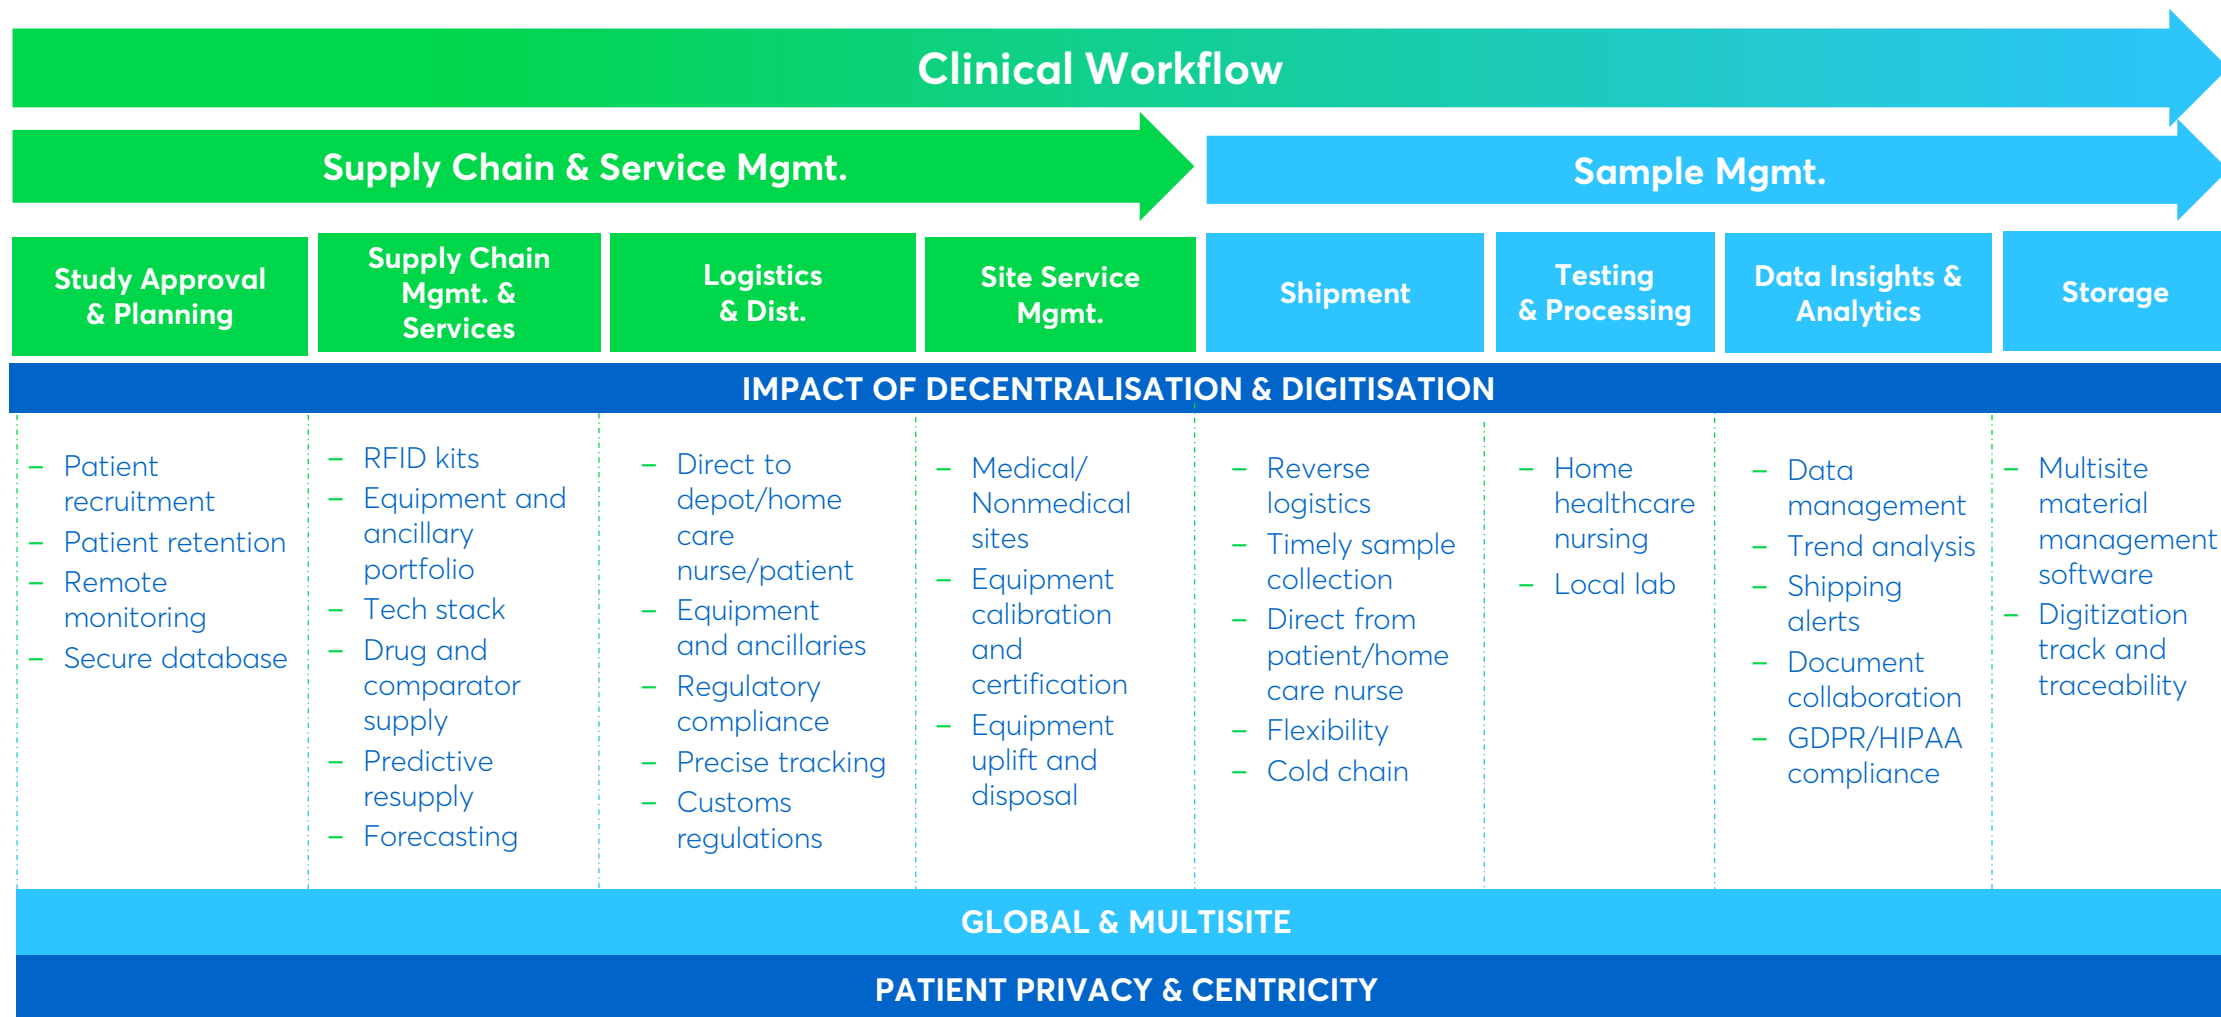 Clinical Workflow
Supply Chain & Service Mgmt.
Sample Mgmt.
Study Approval
& Planning
Supply Chain
Mgmt. &
Services
Logistics
& Dist.
Site Service
Mgmt.
Shipment
Testing
& Processing
Data Insights &
Analytics
Storage
IMPACT OF DECENTRALISATION & DIGITISATION
– Patient
recruitment
– Patient retention
– Remote
monitoring
– Secure database
– RFID kits
– Equipment and
ancillary
portfolio
– Tech stack
– Drug and
comparator
supply
– Predictive
resupply
– Forecasting
– Direct to
depot/home
care
nurse/patient
– Equipment
and ancillaries
– Regulatory
compliance
– Precise tracking
– Customs
regulations
– Medical/
Nonmedical
sites
– Equipment
calibration
and
certification
– Equipment
uplift and
disposal
– Reverse
logistics
– Timely sample
collection
– Direct from
patient/home
care nurse
– Flexibility
– Cold chain
– Home
healthcare
nursing
– Local lab
– Data
management
– Trend analysis
– Shipping
alerts
– Document
collaboration
– GDPR/HIPAA
compliance
– Multisite
material
management
software
– Digitization
track and
traceability
GLOBAL & MULTISITE
PATIENT PRIVACY & CENTRICITY